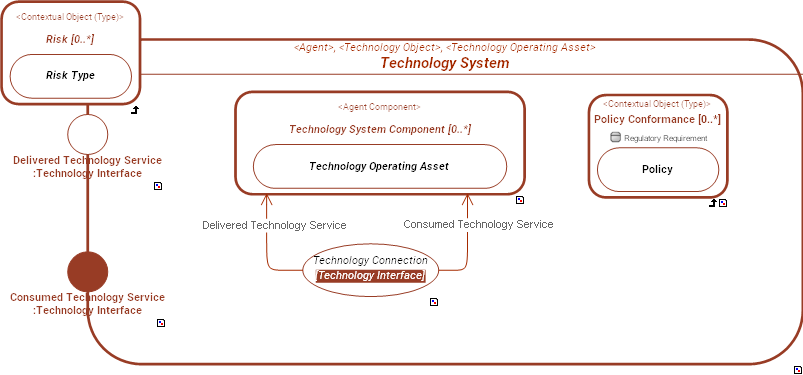 <Contextual Object (Type)>
Risk [0..*]
Risk Type
<Agent>, <Technology Object>, <Technology Operating Asset>
Technology System
<Agent Component>
Technology System Component [0..*]
Technology Operating Asset
<Contextual Object (Type)>
Policy Conformance [0..*]
Regulatory Requirement
Policy
Delivered Technology Service
:Technology Interface
Delivered Technology Service
Consumed Technology Service
Technology Connection
[Technology Interface]
Consumed Technology Service
:Technology Interface